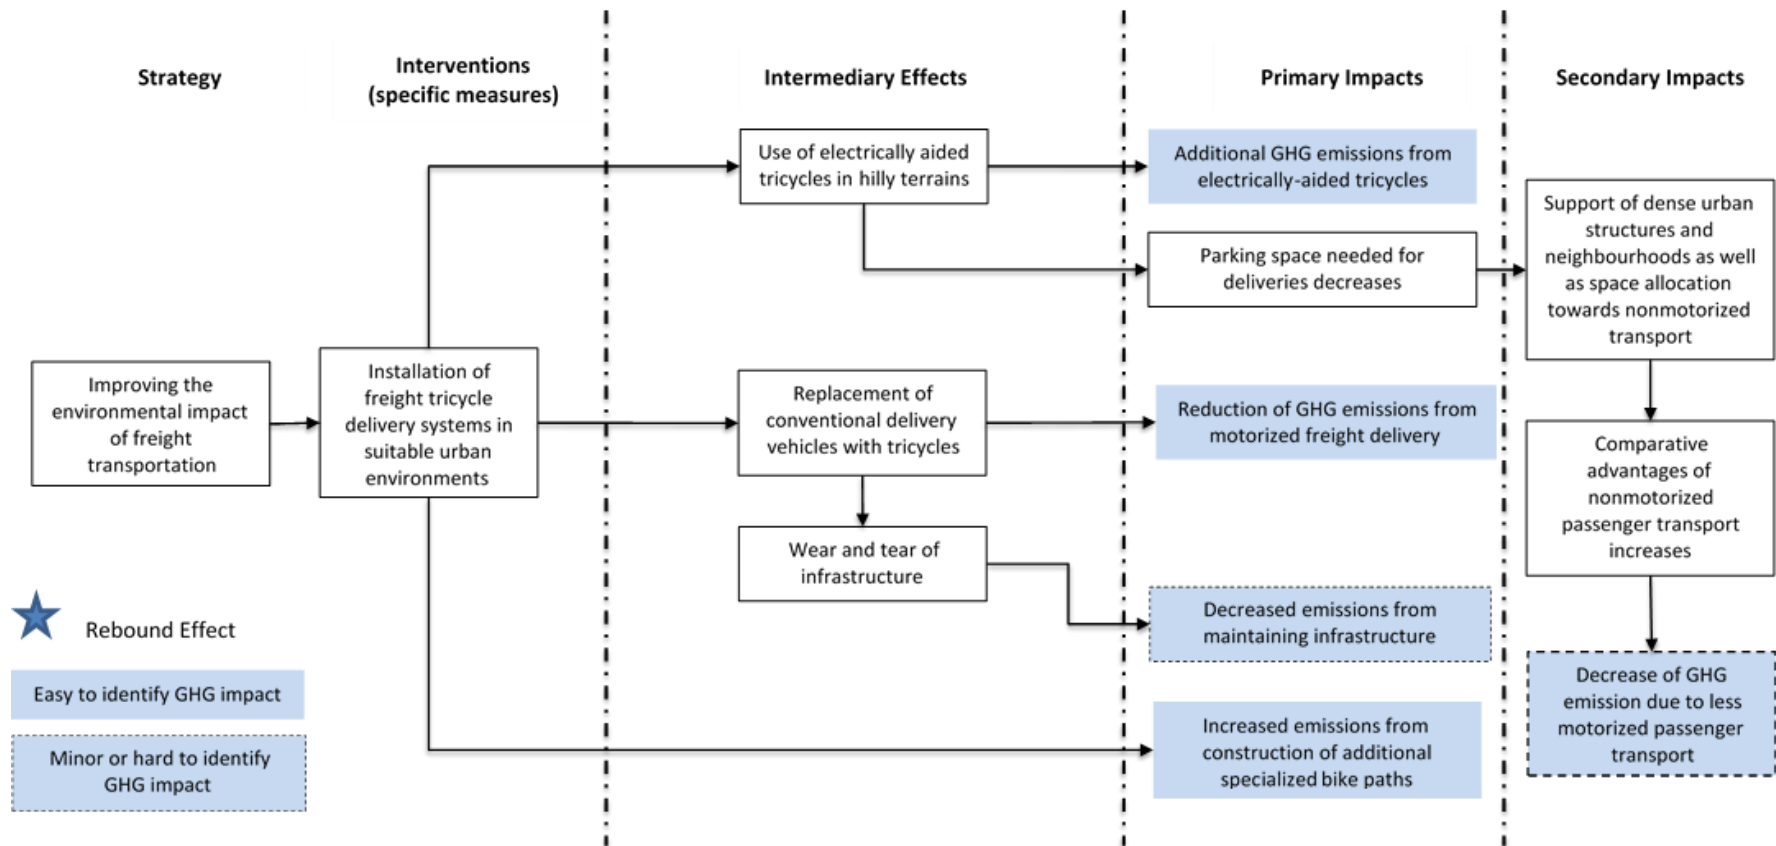 Strategy
Interventions
(specific measures)
Intermediary Effects
Primary Impacts
Secondary Impacts
Improving the
environmental impact
of freight
transportation
Installation of
freight tricycle
delivery systems in
suitable urban
environments
Use of electrically aided
tricycles in hilly terrains
Replacement of
conventional delivery
vehicles with tricycles
Wear and tear of
infrastructure
Additional GHG emissions from
electrically-aided tricycles
Parking space needed for
deliveries decreases
Reduction of GHG emissions from
motorized freight delivery
Decreased emissions from
maintaining infrastructure
Increased emissions from
construction of additional
specialized bike paths
Support of dense urban
structures and
neighbourhoods as well
as space allocation
towards nonmotorized
transport
Comparative
advantages of
nonmotorized
passenger transport
increases
Decrease of GHG
emission due to less
motorized passenger
transport
Rebound Effect
Easy to identify GHG impact
Minor or hard to identify
GHG impact